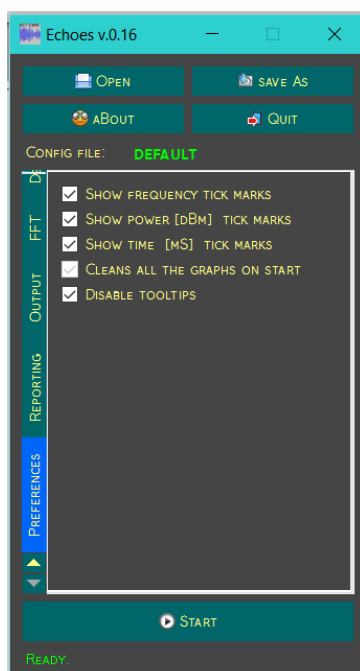 Echoes v.0.16
Open
save As
aBout
Quit
Config file: DEFAULT
FFT
Output
Reporting
Preferences
Show frequency tick marks
Show power [dBm] tick marks
Show time [mS] tick marks
Cleans all the graphs on start
Disable tooltips
Start
Ready.